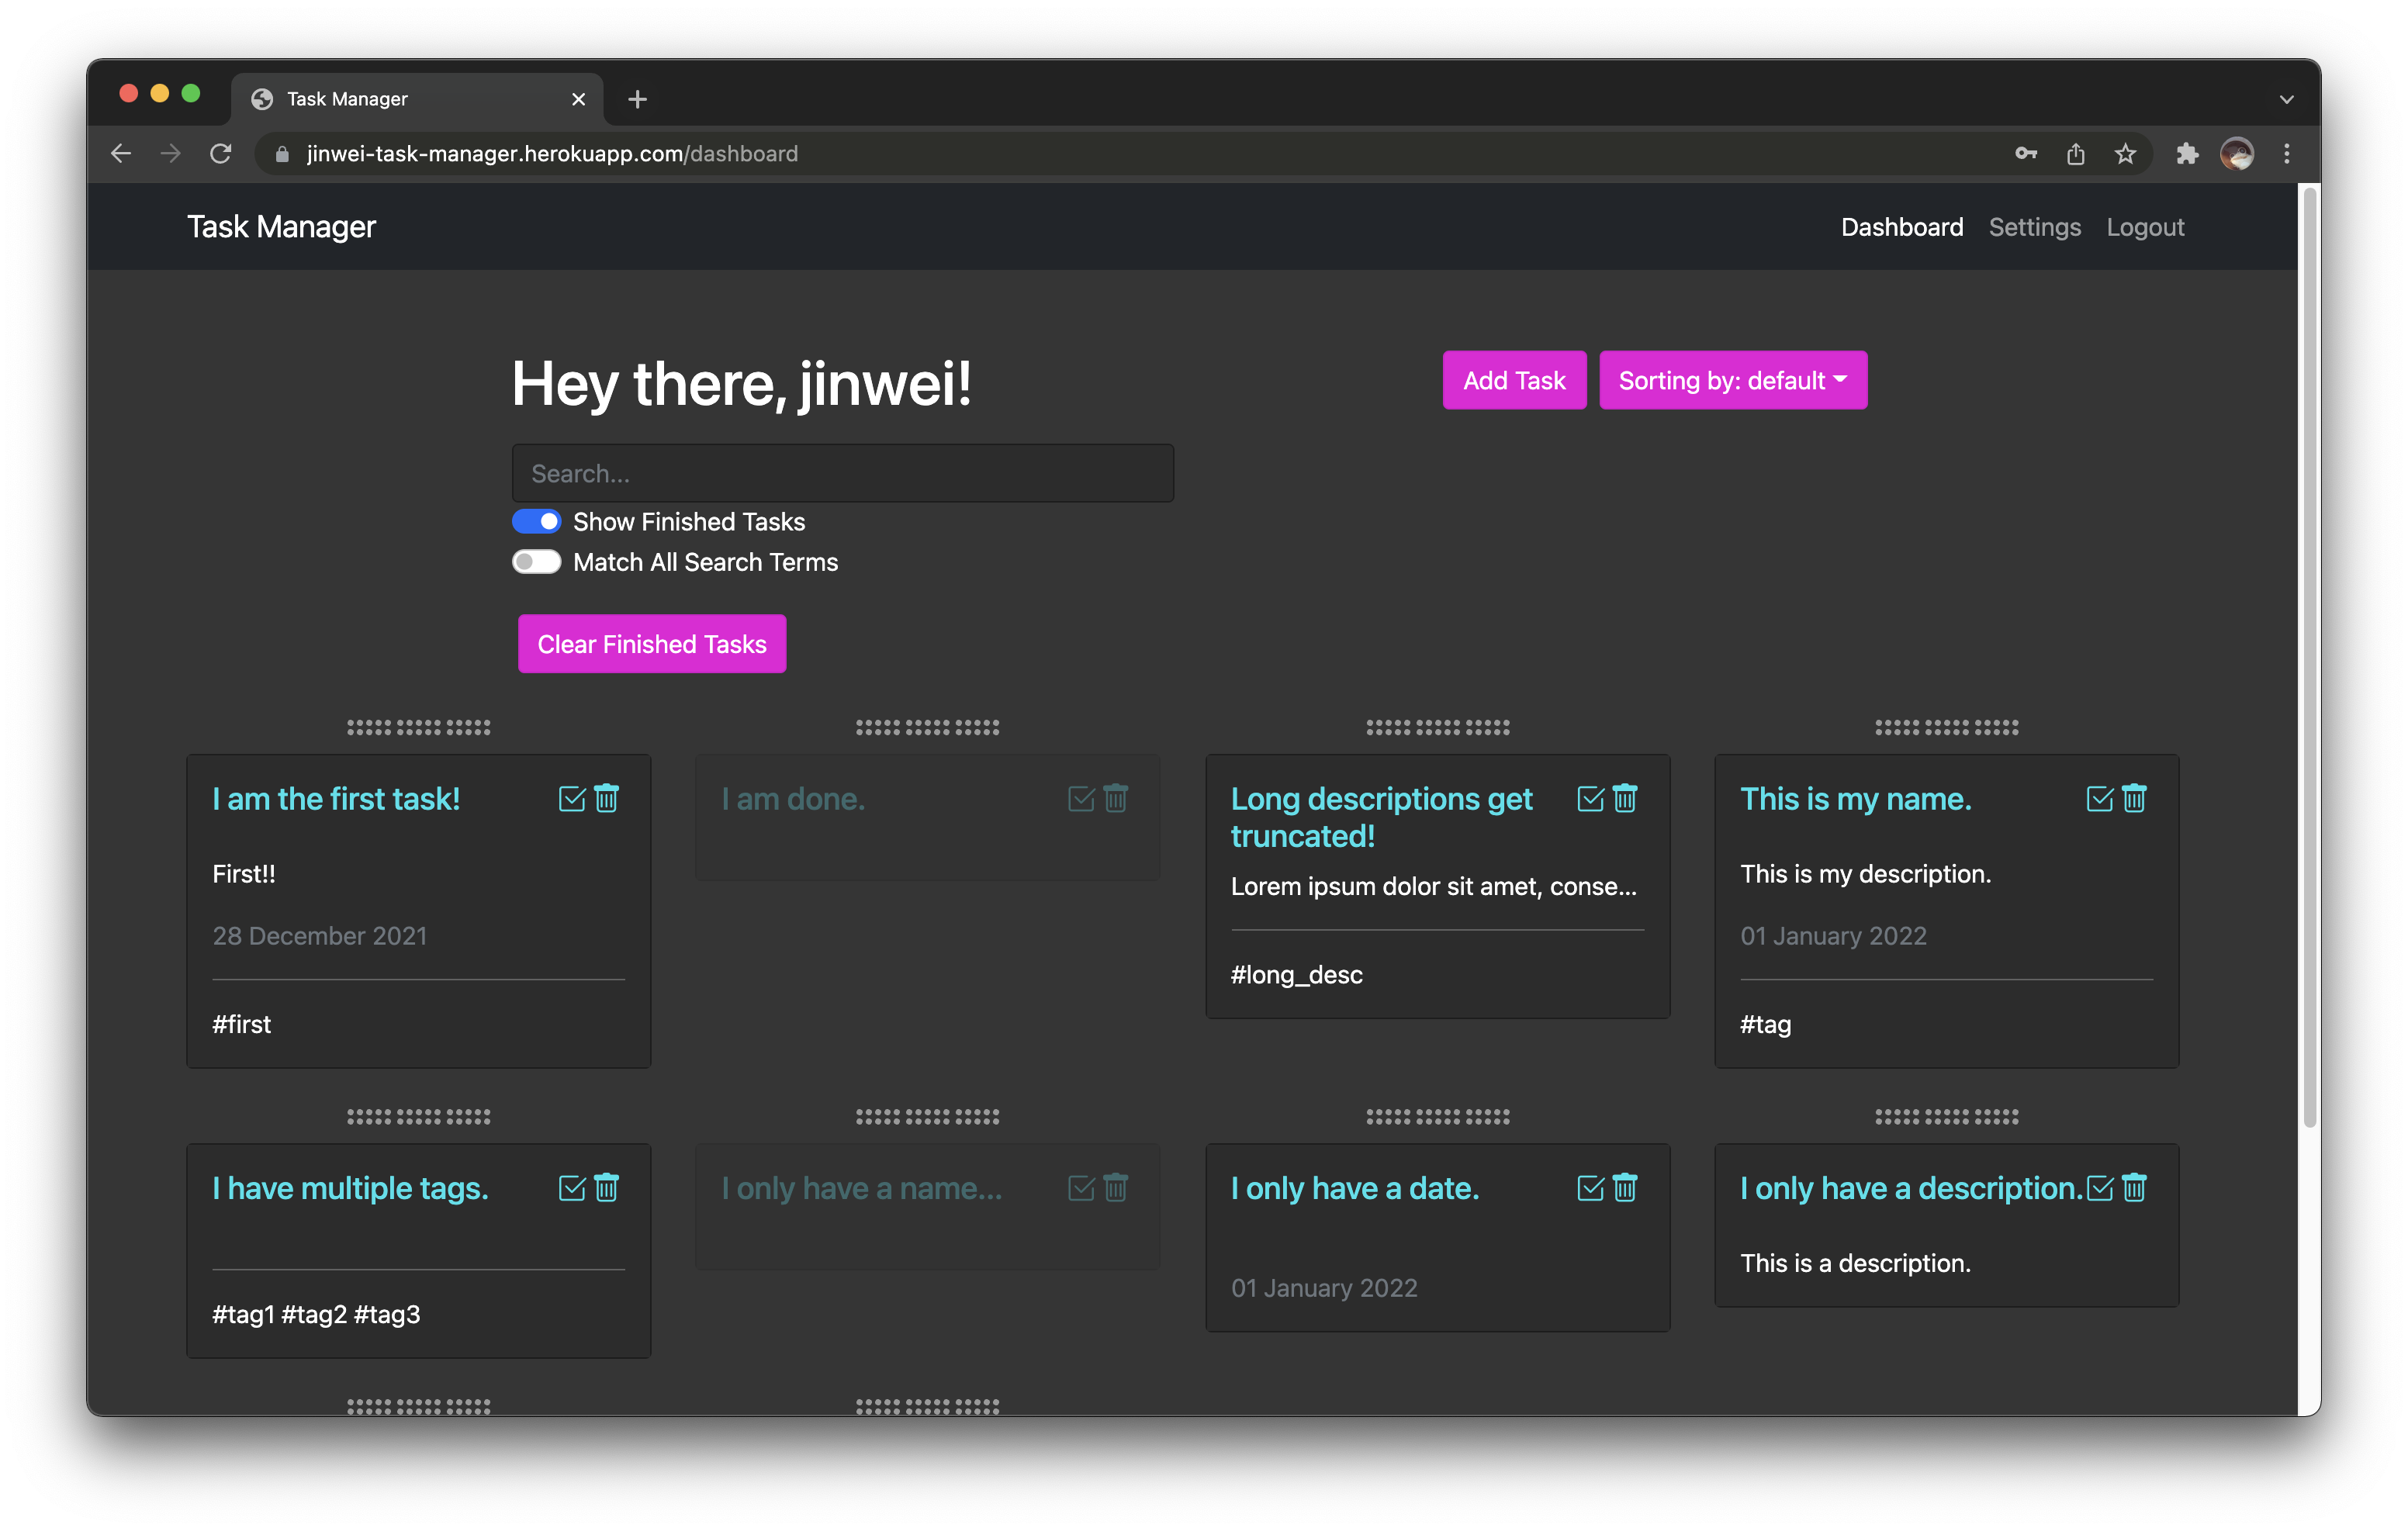 Task Manager
jinwei-task-manager.herokuapp.com/dashboard
Task Manager
Dashboard Settings Logout
Hey there, jinwei!
Add Task
Sorting by: default
Search...
Show Finished Tasks
Match All Search Terms
Clear Finished Tasks
I am the first task!
First!!
28 December 2021
#first
I am done.
Long descriptions get
truncated!
Lorem ipsum dolor sit amet, conse...
#long_desc
This is my name.
This is my description.
01 January 2022
#tag
I have multiple tags.
#tag1 #tag2 #tag3
I only have a name...
I only have a date.
01 January 2022
I only have a description.
This is a description.